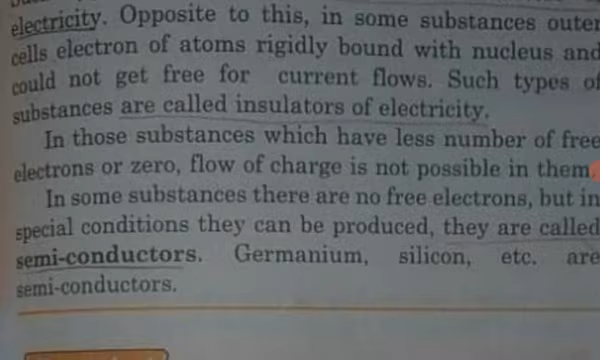 electricity. Opposite to this, in some substances outer
cells electron of atoms rigidly bound with nucleus and
could not get free for current flows. Such types of
substances are called insulators of electricity.
In those substances which have less number of free
electrons or zero, flow of charge is not possible in them.
In some substances there are no free electrons, but in
special conditions they can be produced, they are called
semi-conductors. Germanium, silicon, etc. are
semi-conductors.